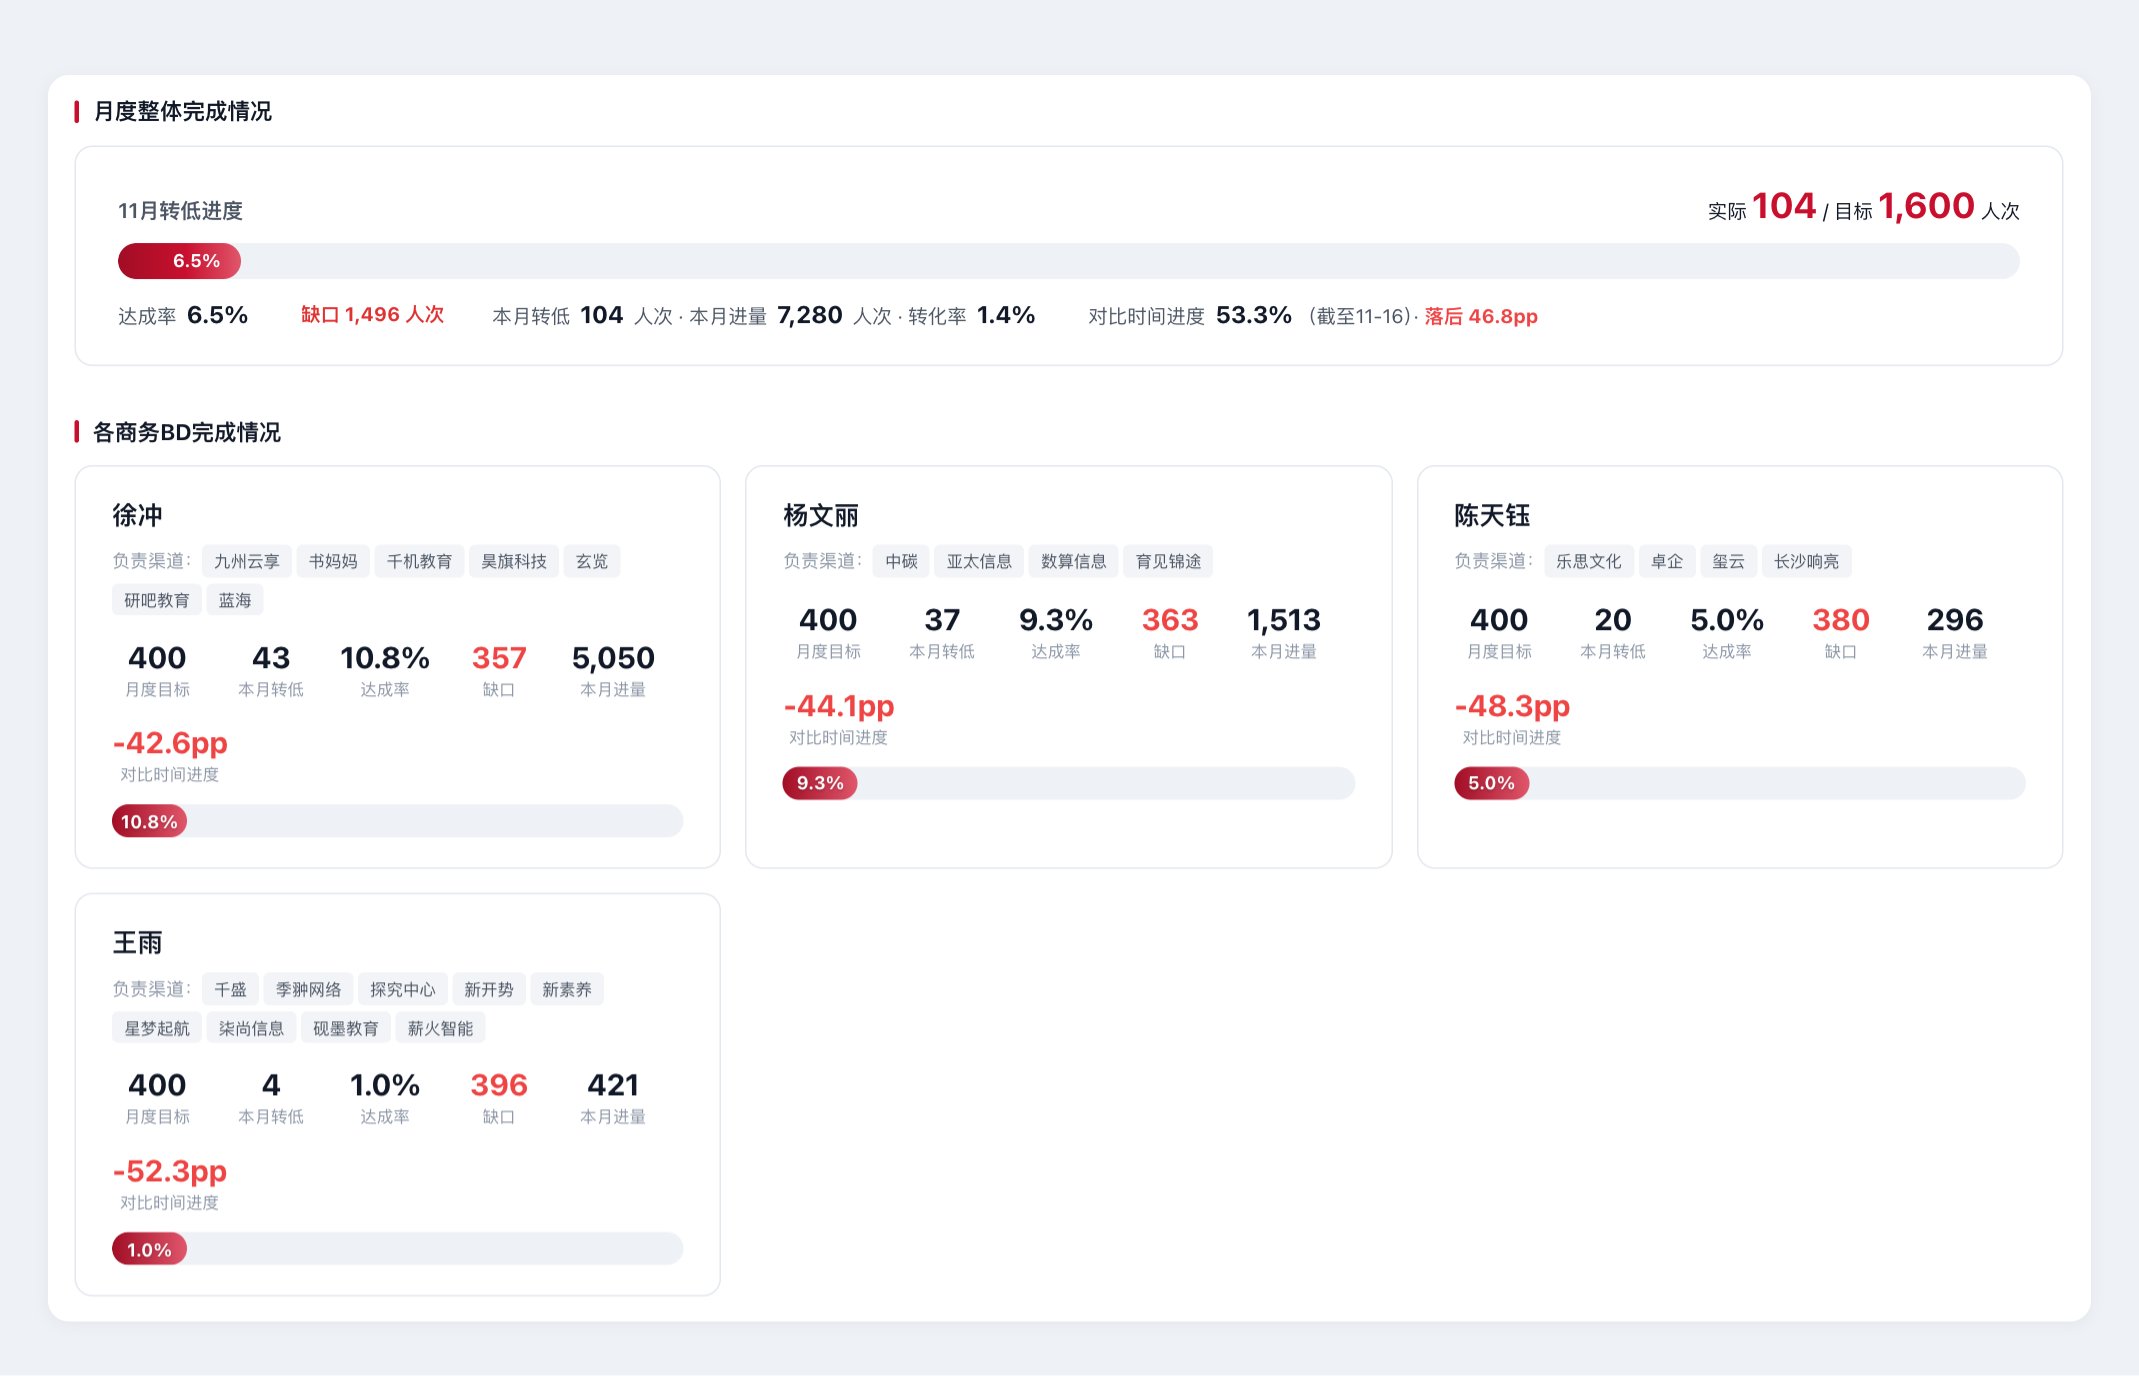 月度整体完成情况
11月转低进度
实际 104 / 目标 1,600 人次
6.5%
达成率 6.5% 缺口 1,496 人次 本月转低 104 人次 · 本月进量 7,280 人次 · 转化率 1.4% 对比时间进度 53.3% （截至11-16）· 落后 46.8pp
各商务BD完成情况
徐冲
负责渠道： 九州云享 书妈妈 千机教育 昊旗科技 玄览
研吧教育 蓝海
400 43 10.8% 357 5,050
月度目标 本月转低 达成率 缺口 本月进量
-42.6pp
对比时间进度
10.8%
杨文丽
负责渠道： 中碳 亚太信息 数算信息 育见锦途
400 37 9.3% 363 1,513
月度目标 本月转低 达成率 缺口 本月进量
-44.1pp
对比时间进度
9.3%
陈天钰
负责渠道： 乐思文化 卓企 玺云 长沙响亮
400 20 5.0% 380 296
月度目标 本月转低 达成率 缺口 本月进量
-48.3pp
对比时间进度
5.0%
王雨
负责渠道： 千盛 季翀网络 探究中心 新开势 新素养
星梦起航 柒尚信息 砚墨教育 薪火智能
400 4 1.0% 396 421
月度目标 本月转低 达成率 缺口 本月进量
-52.3pp
对比时间进度
1.0%